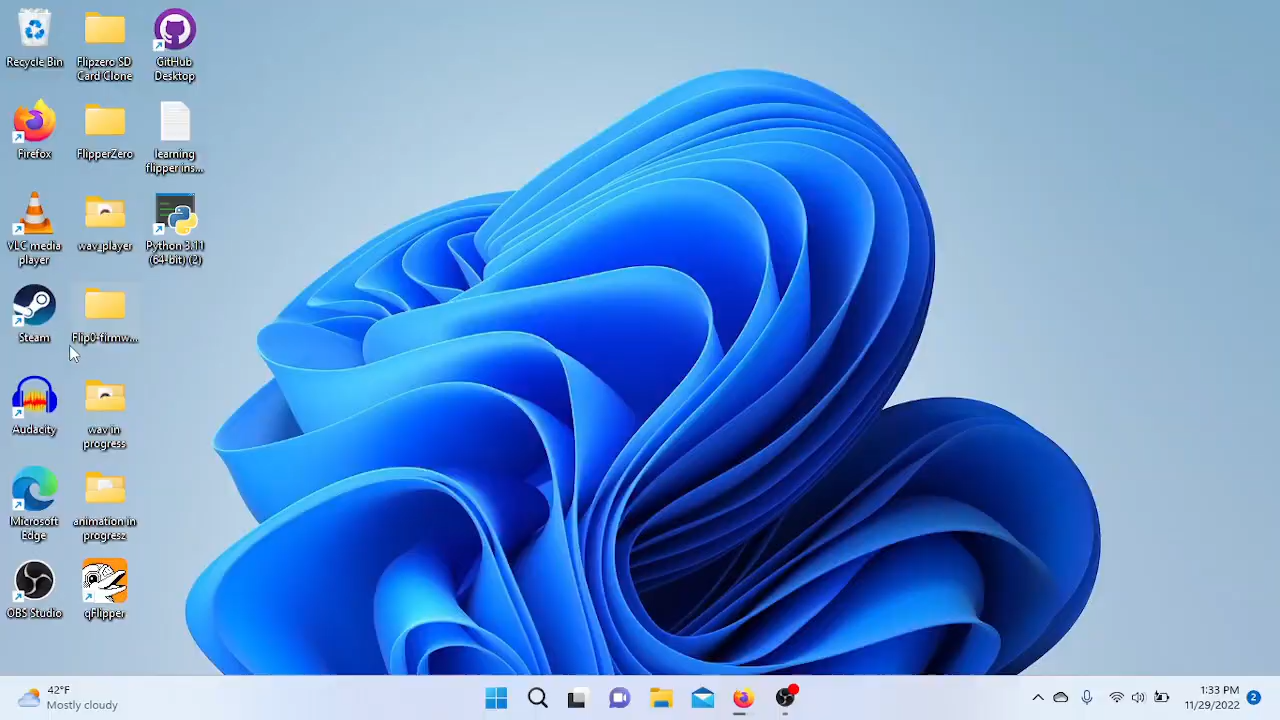 Recycle Bin
Flipzero SD
Card Clone
GitHub
Desktop
Firefox
FlipperZero
learning
flipper ins...
VLC media
player
wav_player
Python 3.11
(64-bit) (2)
Steam
Flip0-firmw...
Audacity
wav in
progress
Microsoft
Edge
animation in
progresz
OBS Studio
qFlipper
42°F
Mostly cloudy
1:33 PM
11/29/2022
2